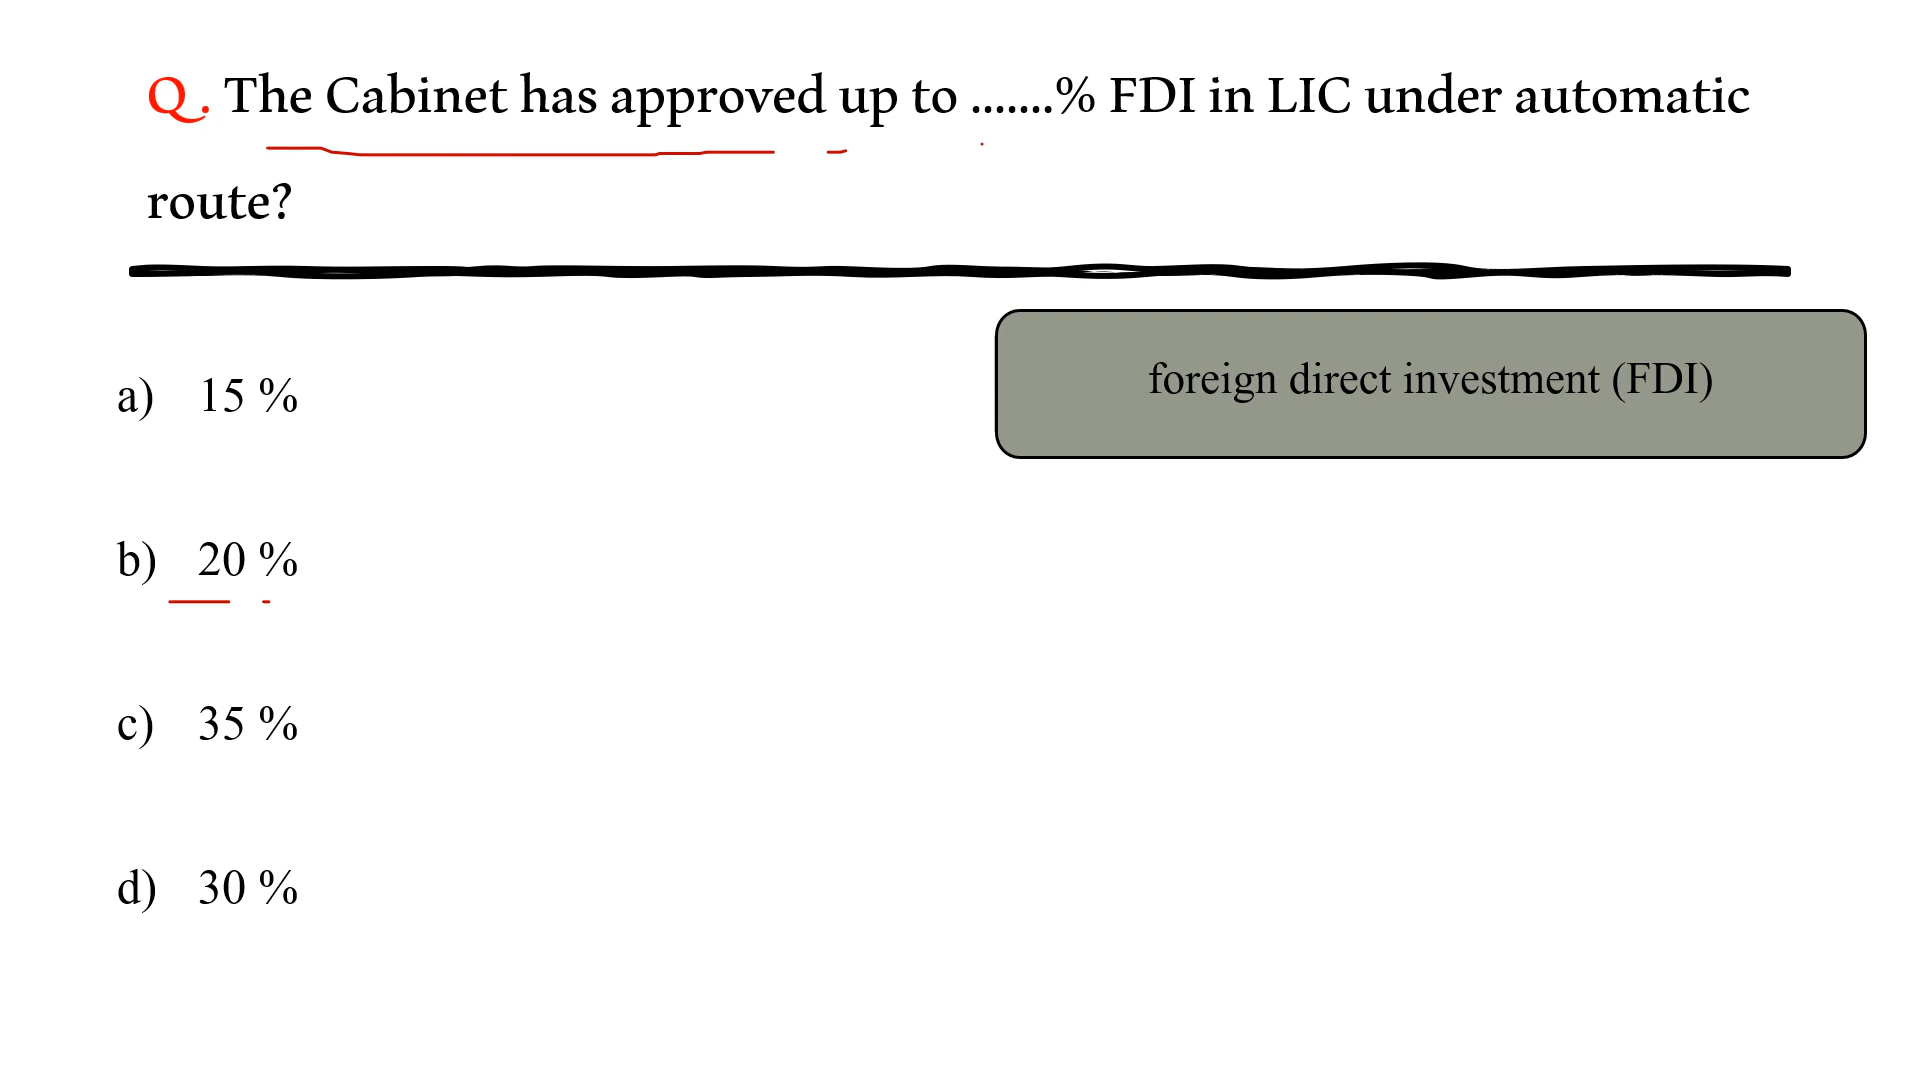 Q. The Cabinet has approved up to .......% FDI in LIC under automatic
route?
foreign direct investment (FDI)
a) 15 %
b) 20 %
c) 35 %
d) 30 %